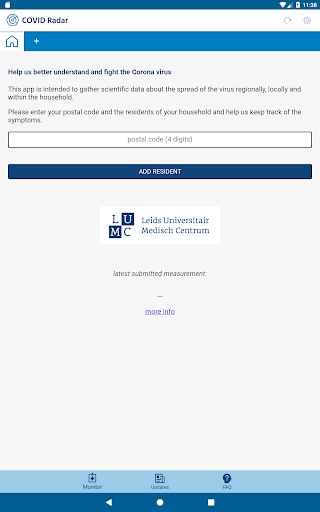 11:38
COVID Radar
+
Help us better understand and fight the Corona virus
This app is intended to gather scientific data about the spread of the virus regionally, locally and
within the household.
Please enter your postal code and the residents of your household and help us keep track of the
symptoms.
postal code (4 digits)
ADD RESIDENT
L U
M C
Leids Universitair
Medisch Centrum
latest submitted measurement:
---
more info
Monitor
Updates
FAQ